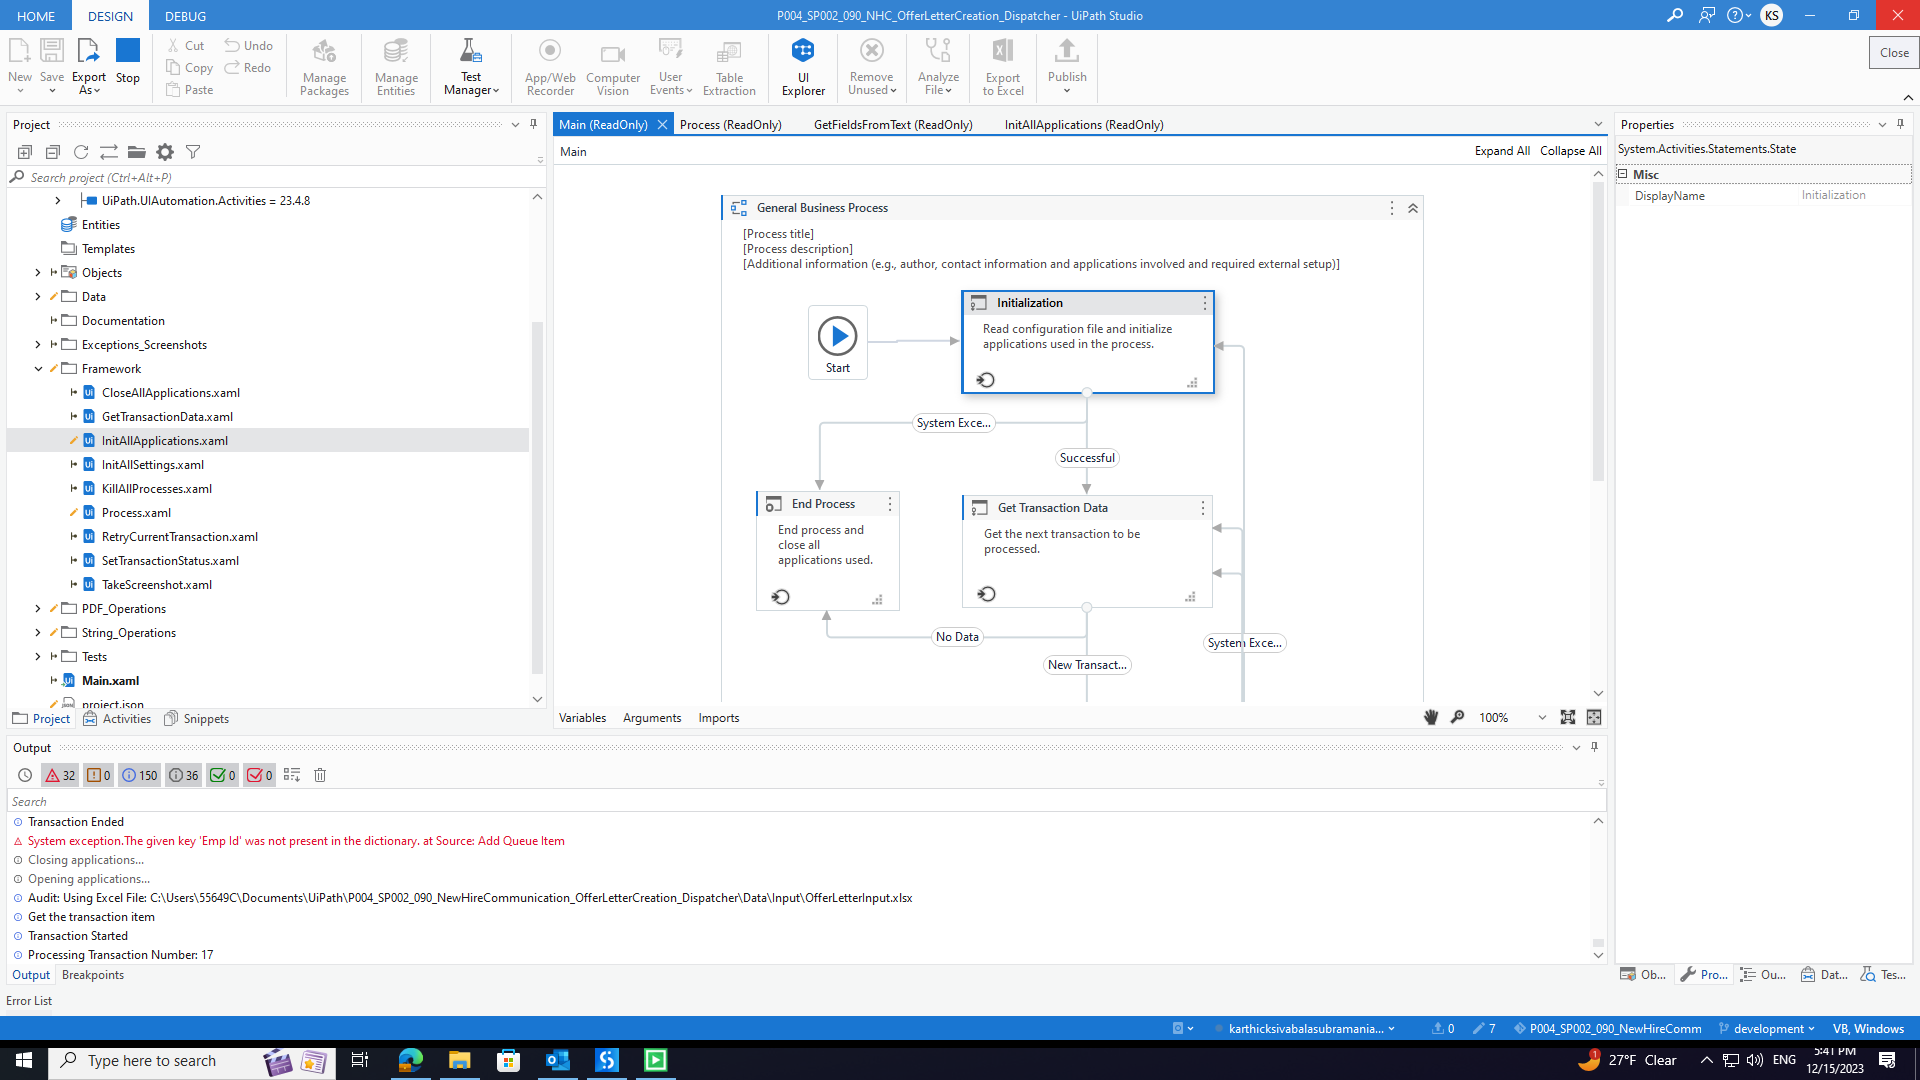 HOME DESIGN DEBUG P004_SP002_090_NHC_OfferLetterCreation_Dispatcher - UiPath Studio KS
New Save Export As Stop Cut Copy Paste Undo Redo Manage Packages Manage Entities Test Manager App/Web Recorder Computer Vision User Events Table Extraction UI Explorer Remove Unused Analyze File Export to Excel Publish Close
Project
Search project (Ctrl+Alt+P)
UiPath.UIAutomation.Activities = 23.4.8
Entities
Templates
Objects
Data
Documentation
Exceptions_Screenshots
Framework
CloseAllApplications.xaml
GetTransactionData.xaml
InitAllApplications.xaml
InitAllSettings.xaml
KillAllProcesses.xaml
Process.xaml
RetryCurrentTransaction.xaml
SetTransactionStatus.xaml
TakeScreenshot.xaml
PDF_Operations
String_Operations
Tests
Main.xaml
project.json
Project Activities Snippets
Main (ReadOnly) Process (ReadOnly) GetFieldsFromText (ReadOnly) InitAllApplications (ReadOnly)
Main Expand All Collapse All
General Business Process
[Process title]
[Process description]
[Additional information (e.g., author, contact information and applications involved and required external setup)]
Start
Initialization
Read configuration file and initialize
applications used in the process.
System Exce...
Successful
End Process
End process and
close all
applications used.
Get Transaction Data
Get the next transaction to be
processed.
No Data
New Transact...
System Exce...
Variables Arguments Imports 100%
Properties
System.Activities.Statements.State
Misc
DisplayName Initialization
Output
32 0 150 36 0 0
Search
Transaction Ended
System exception.The given key 'Emp Id' was not present in the dictionary. at Source: Add Queue Item
Closing applications...
Opening applications...
Audit: Using Excel File: C:\Users\55649C\Documents\UiPath\P004_SP002_090_NewHireCommunication_OfferLetterCreation_Dispatcher\Data\Input\OfferLetterInput.xlsx
Get the transaction item
Transaction Started
Processing Transaction Number: 17
Output Breakpoints
Ob... Pro... Ou... Dat... Tes...
Error List
karthicksivabalasubramania... 0 7 P004_SP002_090_NewHireComm development VB, Windows
Type here to search
1 27°F Clear ENG 5:41 PM
12/15/2023